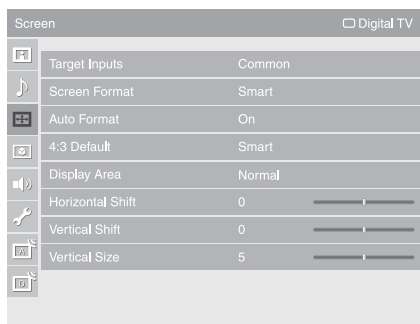 Screen
Digital TV
Target Inputs Common
Screen Format Smart
Auto Format On
4:3 Default Smart
Display Area Normal
Horizontal Shift 0
Vertical Shift 0
Vertical Size 5
A
D